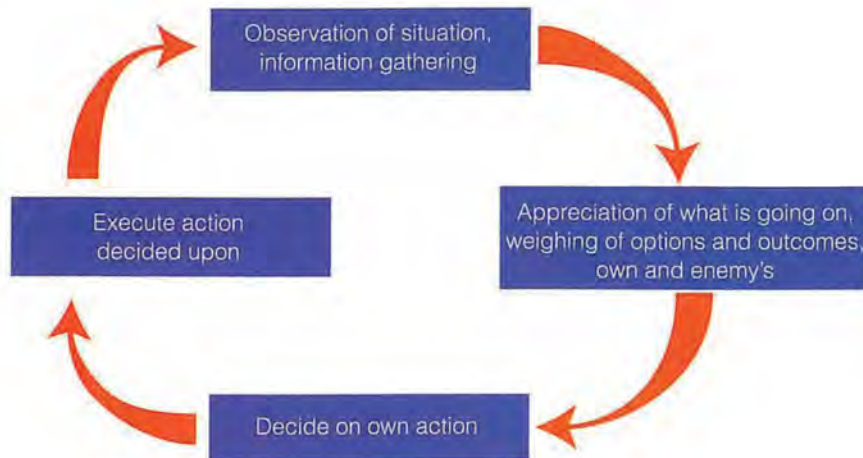 Observation of situation,
information gathering
Appreciation of what is going on,
weighing of options and outcomes,
own and enemy's
Decide on own action
Execute action
decided upon